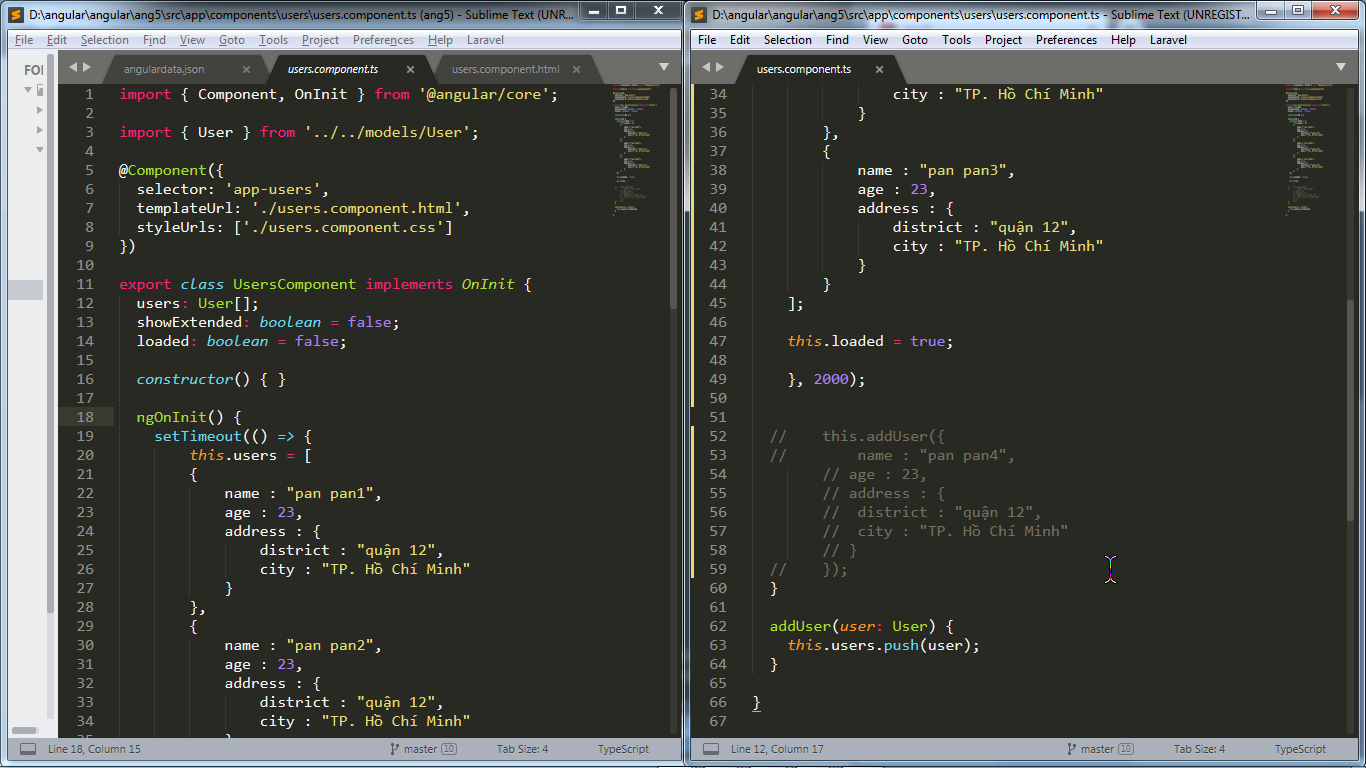 D:\angular\angular\ang5\src\app\components\users\users.component.ts (ang5) - Sublime Text (UNR...
File Edit Selection Find View Goto Tools Project Preferences Help Laravel
FOI
angulardata.json × users.component.ts × users.component.html ×
1 import { Component, OnInit } from '@angular/core';
2
3 import { User } from '../../models/User';
4
5 @Component({
6 selector: 'app-users',
7 templateUrl: './users.component.html',
8 styleUrls: ['./users.component.css']
9 })
10
11 export class UsersComponent implements OnInit {
12 users: User[];
13 showExtended: boolean = false;
14 loaded: boolean = false;
15
16 constructor() { }
17
18 ngOnInit() {
19 setTimeout(() => {
20 this.users = [
21 {
22 name : "pan pan1",
23 age : 23,
24 address : {
25 district : "quận 12",
26 city : "TP. Hồ Chí Minh"
27 }
28 },
29 {
30 name : "pan pan2",
31 age : 23,
32 address : {
33 district : "quận 12",
34 city : "TP. Hồ Chí Minh"
Line 18, Column 15 master 10 Tab Size: 4 TypeScript
D:\angular\angular\ang5\src\app\components\users\users.component.ts - Sublime Text (UNREGIST...
File Edit Selection Find View Goto Tools Project Preferences Help Laravel
users.component.ts ×
34 city : "TP. Hồ Chí Minh"
35 }
36 },
37 {
38 name : "pan pan3",
39 age : 23,
40 address : {
41 district : "quận 12",
42 city : "TP. Hồ Chí Minh"
43 }
44 }
45 ];
46
47 this.loaded = true;
48
49 }, 2000);
50
51
52 // this.addUser({
53 // name : "pan pan4",
54 // age : 23,
55 // address : {
56 // district : "quận 12",
57 // city : "TP. Hồ Chí Minh"
58 // }
59 // });
60 }
61
62 addUser(user: User) {
63 this.users.push(user);
64 }
65
66 }
67
Line 12, Column 17 master 10 Tab Size: 4 TypeScript